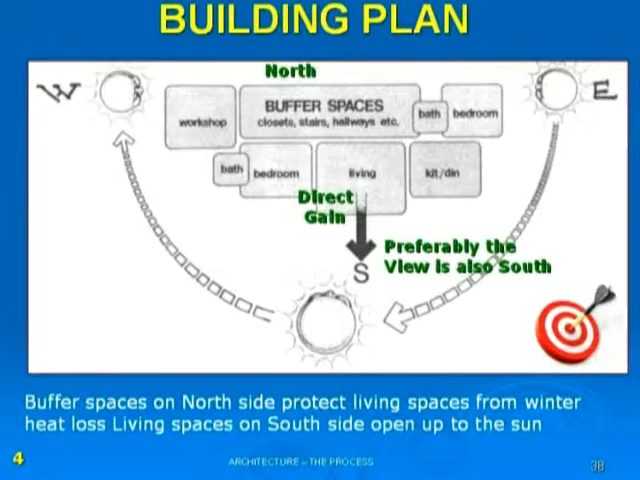 BUILDING PLAN
North
W
E
BUFFER SPACES
closets, stairs, hallways etc.
workshop
bath
bedroom
bath
bedroom
living
kit/din
Direct
Gain
Preferably the
View is also South
S
Buffer spaces on North side protect living spaces from winter
heat loss Living spaces on South side open up to the sun
4
ARCHITECTURE – THE PROCESS
38